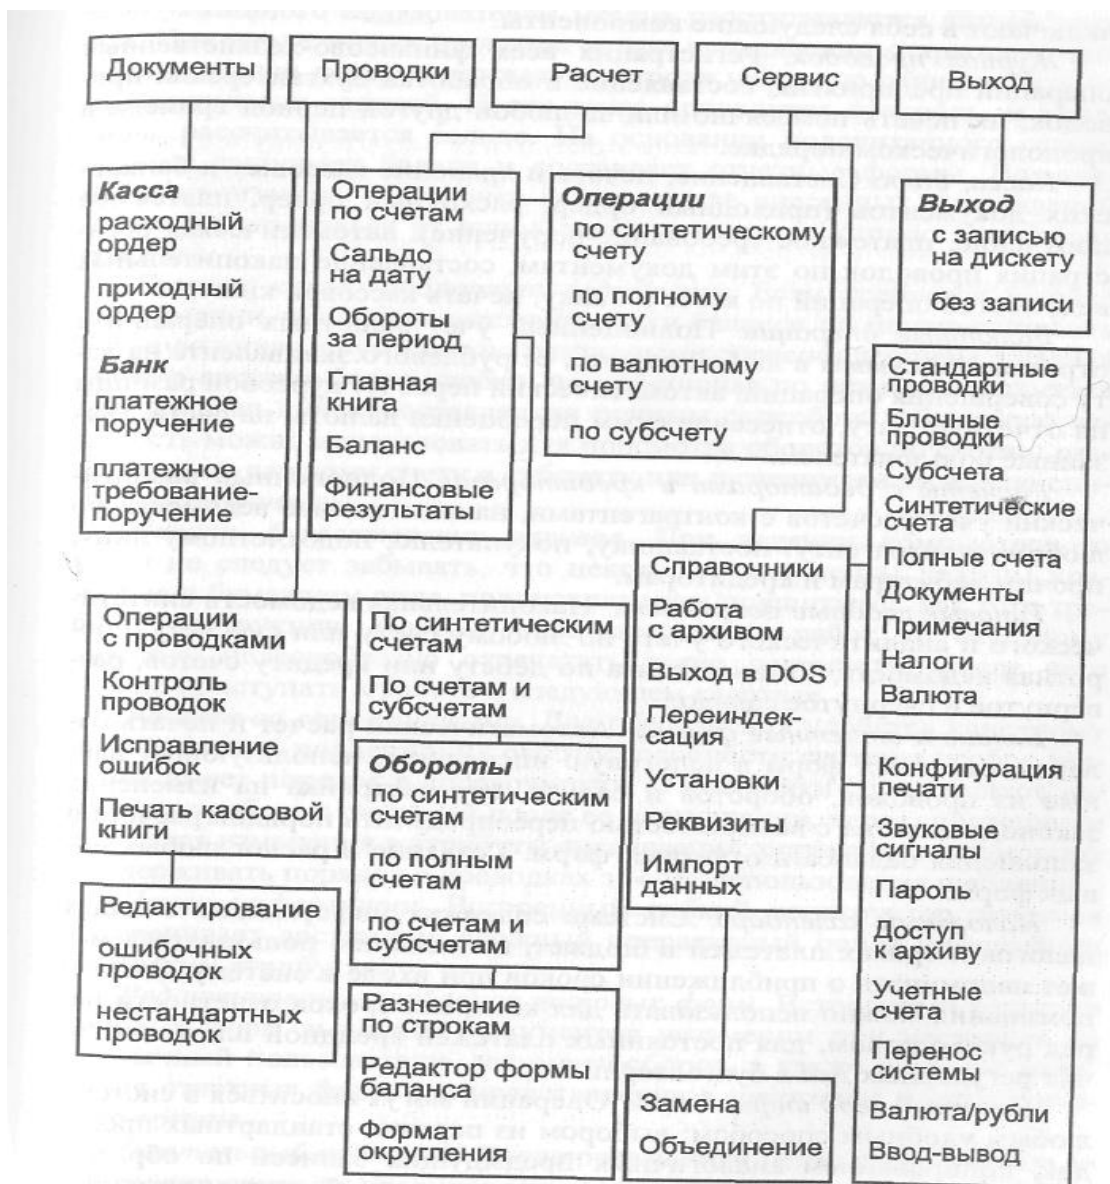 Документы
Проводки
Расчет
Сервис
Выход
Касса
расходный
ордер
приходный
ордер
Банк
платежное
поручение
платежное
требование-
поручение
Операции
по счетам
Сальдо
на дату
Обороты
за период
Главная
книга
Баланс
Финансовые
результаты
Операции
по синтетическому
счету
по полному
счету
по валютному
счету
по субсчету
Выход
с записью
на дискету
без записи
Стандартные
проводки
Блочные
проводки
Субсчета
Синтетические
счета
Полные счета
Документы
Примечания
Налоги
Валюта
Операции
с проводками
Контроль
проводок
Исправление
ошибок
Печать кассовой
книги
По синтетическим
счетам
По счетам и
субсчетам
Справочники
Работа
с архивом
Выход в DOS
Переиндек-
сация
Установки
Реквизиты
Импорт
данных
Обороты
по синтетическим
счетам
по полным
счетам
по счетам и
субсчетам
Конфигурация
печати
Звуковые
сигналы
Пароль
Доступ
к архиву
Учетные
счета
Перенос
системы
Валюта/рубли
Ввод-вывод
Редактирование
ошибочных
проводок
нестандартных
проводок
Разнесение
по строкам
Редактор формы
баланса
Формат
округления
Замена
Объединение